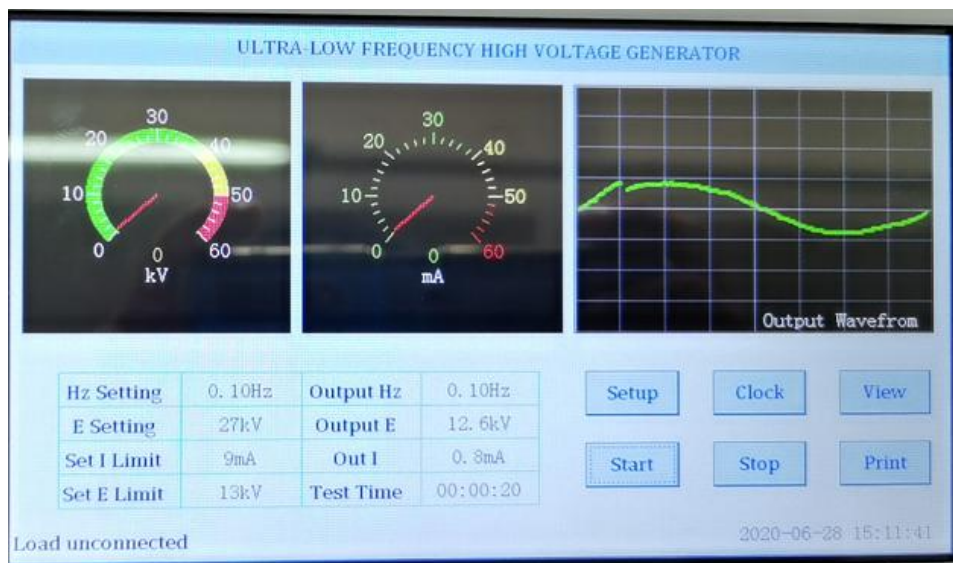 ULTRA-LOW FREQUENCY HIGH VOLTAGE GENERATOR
0 10 20 30 40 50 60
0
kV
0 10 20 30 40 50 60
0
mA
Output Wavefrom
Hz Setting 0.10Hz Output Hz 0.10Hz
E Setting 27kV Output E 12.6kV
Set I Limit 9mA Out I 0.8mA
Set E Limit 13kV Test Time 00:00:20
Setup Clock View
Start Stop Print
Load unconnected
2020-06-28 15:11:41